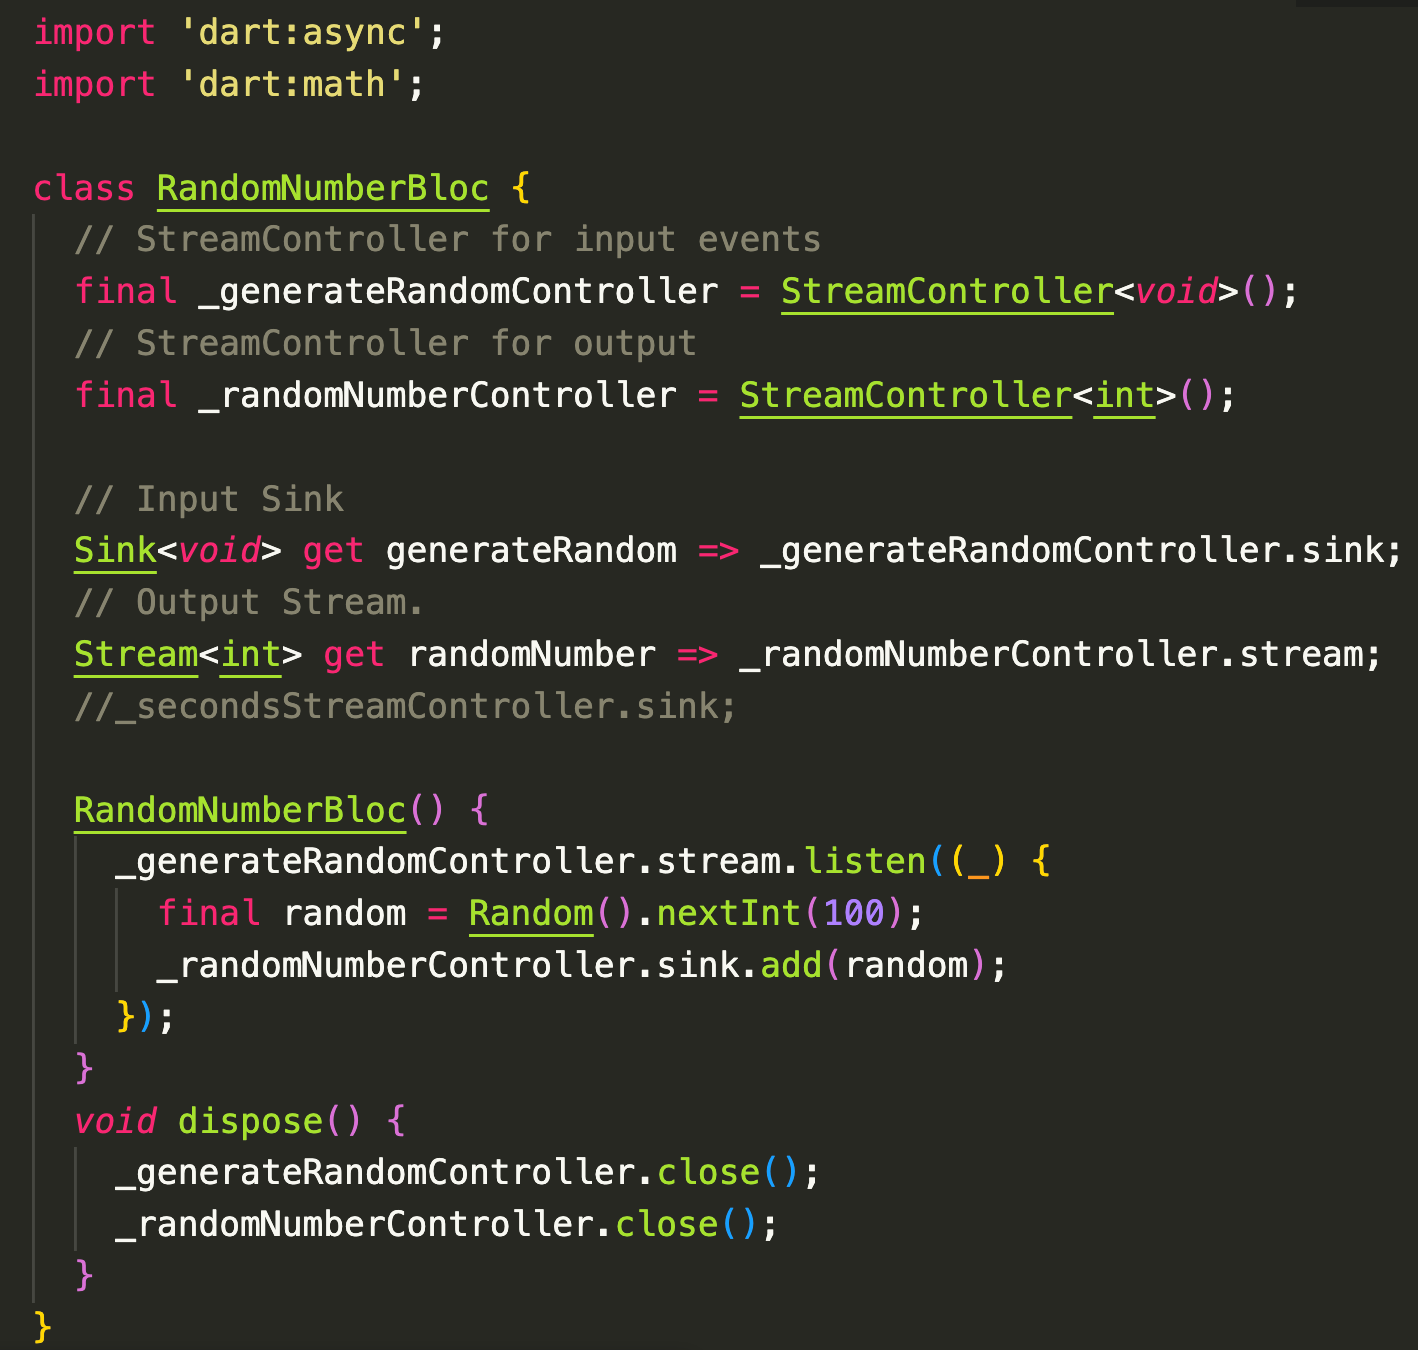 import 'dart:async';
import 'dart:math';
class RandomNumberBloc {
// StreamController for input events
final _generateRandomController = StreamController<void>();
// StreamController for output
final _randomNumberController = StreamController<int>();
// Input Sink
Sink<void> get generateRandom => _generateRandomController.sink;
// Output Stream.
Stream<int> get randomNumber => _randomNumberController.stream;
//_secondsStreamController.sink;
RandomNumberBloc() {
_generateRandomController.stream.listen((_) {
final random = Random().nextInt(100);
_randomNumberController.sink.add(random);
});
}
void dispose() {
_generateRandomController.close();
_randomNumberController.close();
}
}